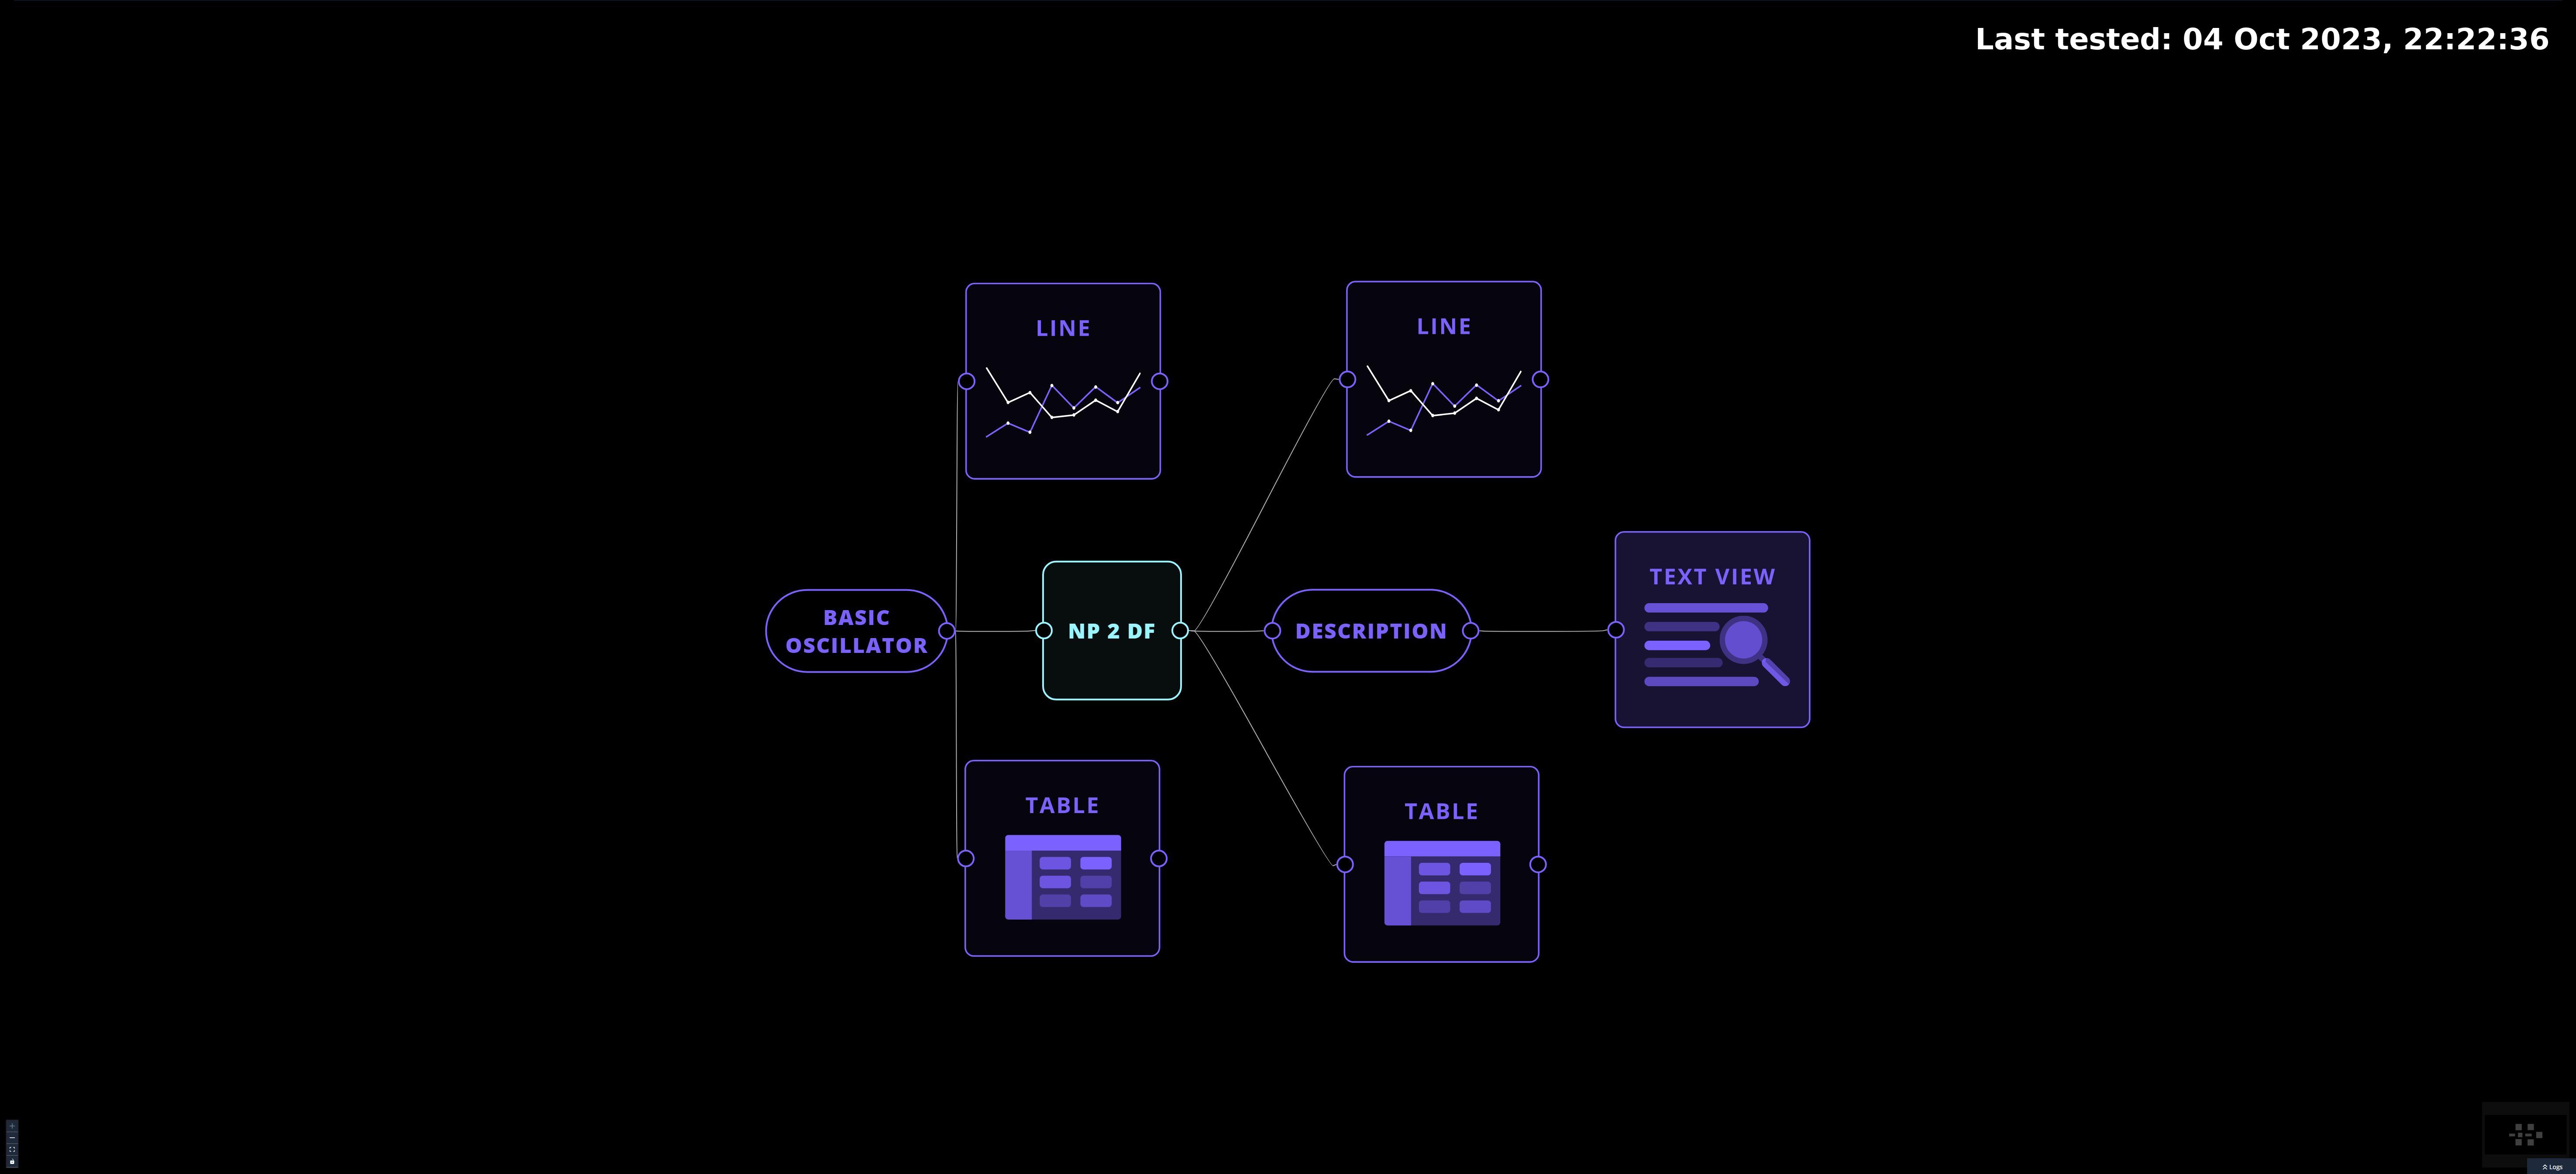 Last tested: 04 Oct 2023, 22:22:36
LINE
LINE
TEXT VIEW
BASIC
OSCILLATOR
NP 2 DF
DESCRIPTION
TABLE
TABLE
Logs